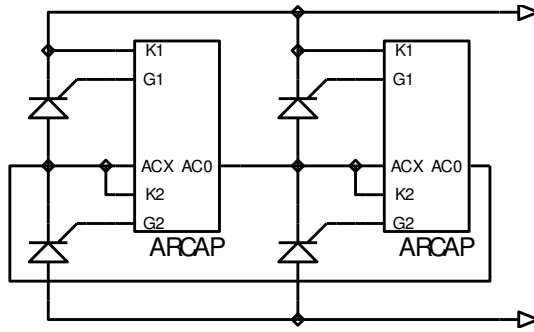 K1 K1
G1 G1
ACX AC0 ACX AC0
K2 K2
G2 G2
ARCAP ARCAP